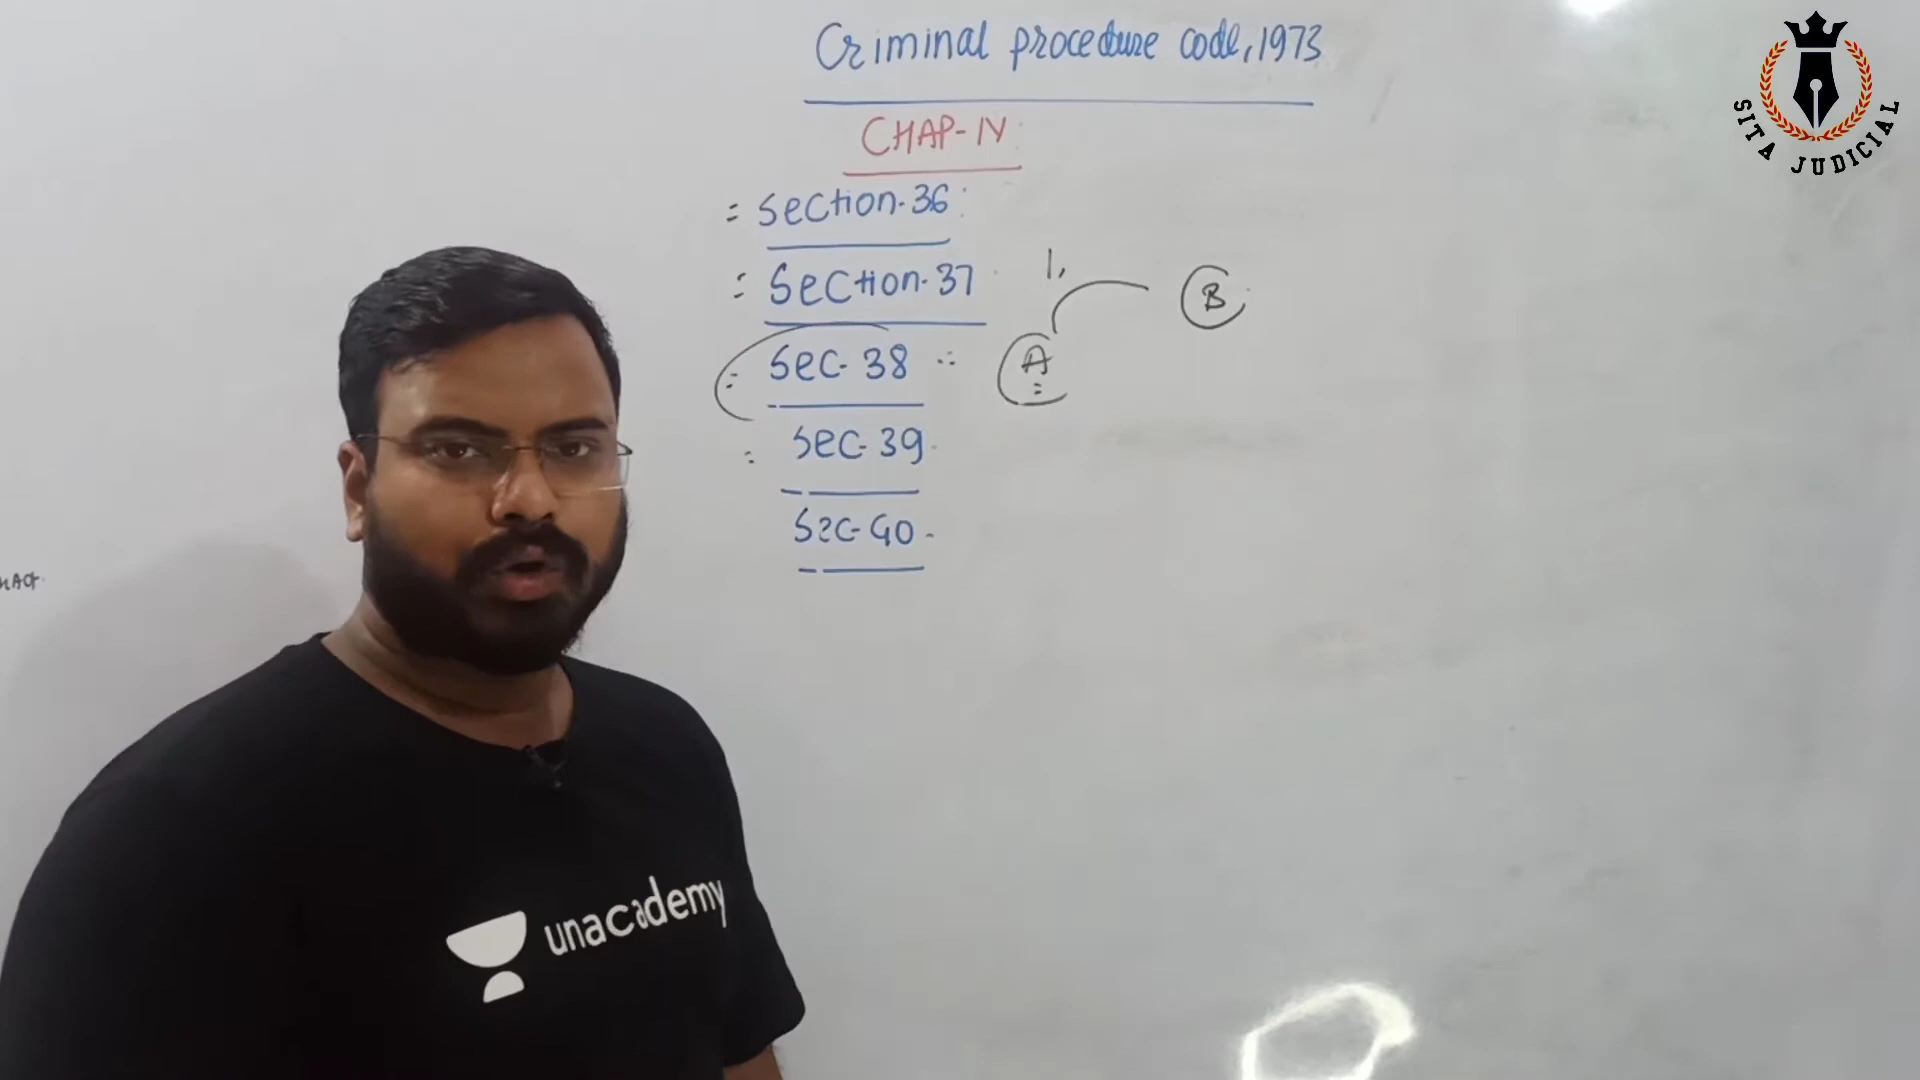 Criminal procedure code, 1973
CHAP-IV
= Section-36:
: Section-37
: Sec-38
: Sec-39
Sec-40
1,
A
B
SITA JUDICIAL
unacademy